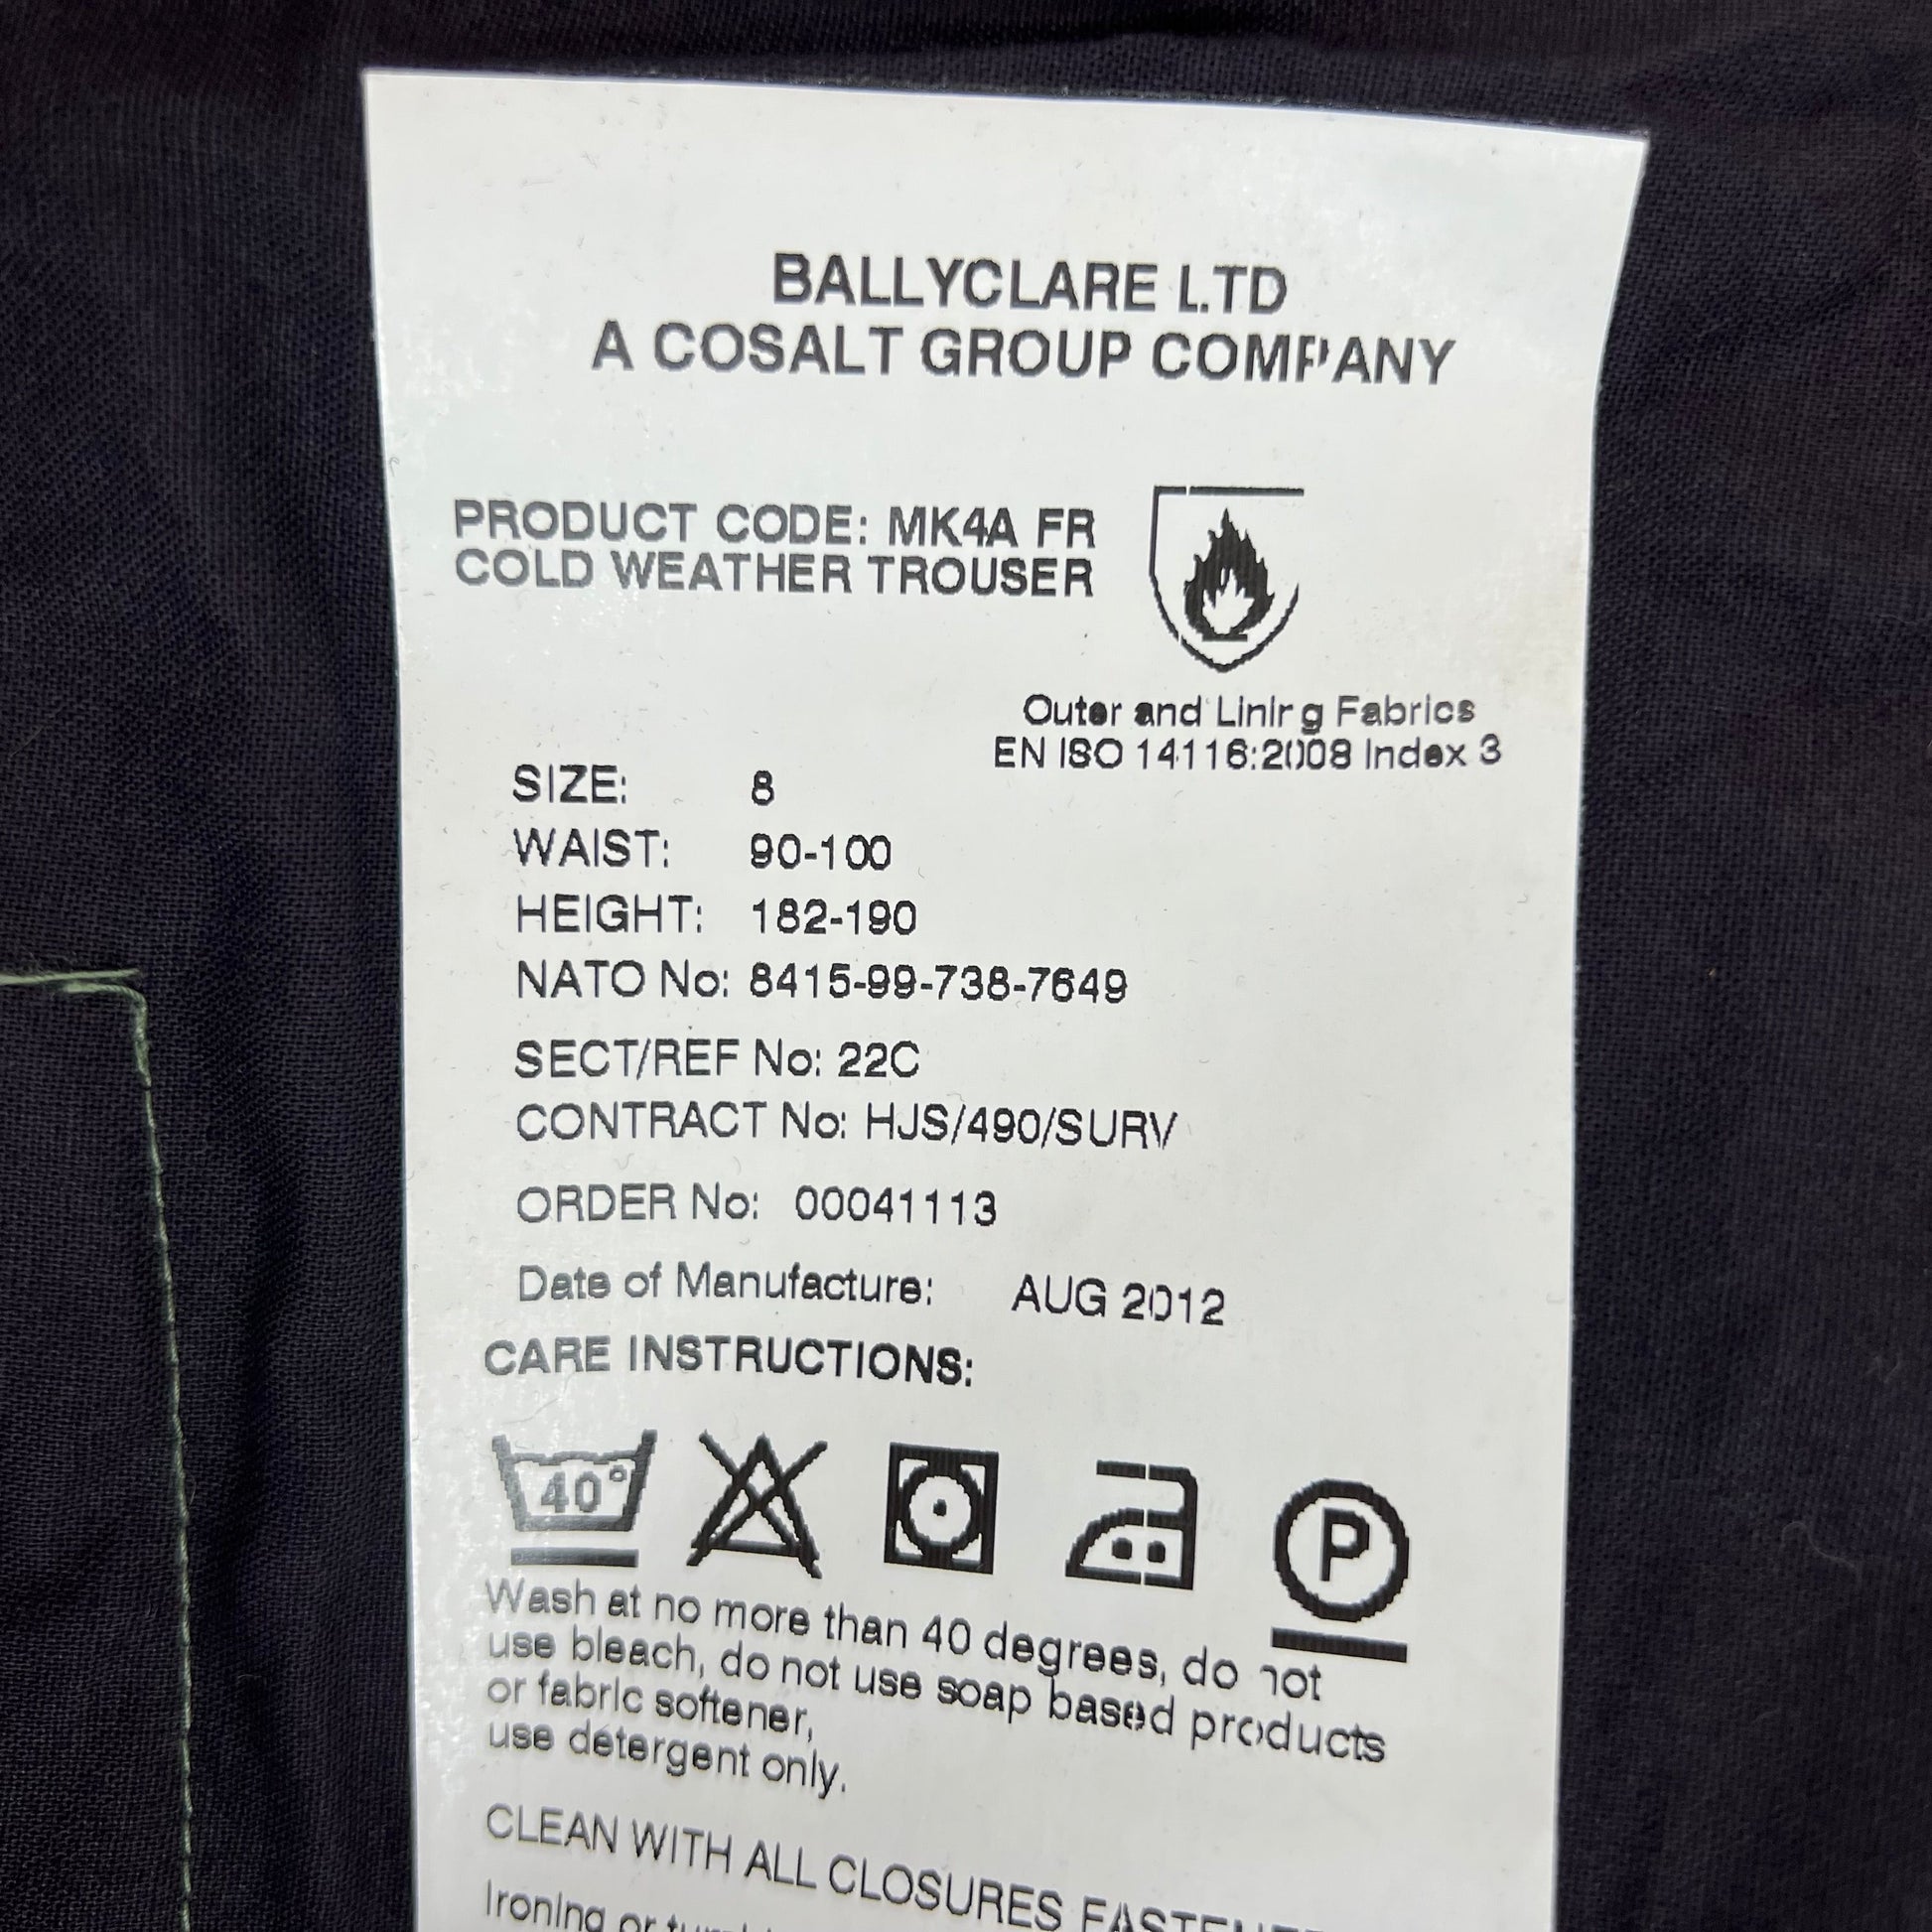 BALLYCLARE LTD
A COSALT GROUP COMPANY
PRODUCT CODE: MK4A FR
COLD WEATHER TROUSER
Outer and Lining Fabrics
EN ISO 14116:2008 Index 3
SIZE: 8
WAIST: 90-100
HEIGHT: 182-190
NATO No: 8415-99-738-7649
SECT/REF No: 22C
CONTRACT No: HJS/490/SURV
ORDER No: 00041113
Date of Manufacture: AUG 2012
CARE INSTRUCTIONS:
40° P
Wash at no more than 40 degrees, do not
use bleach, do not use soap based products
or fabric softener,
use detergent only.
CLEAN WITH ALL CLOSURES
Ironing or